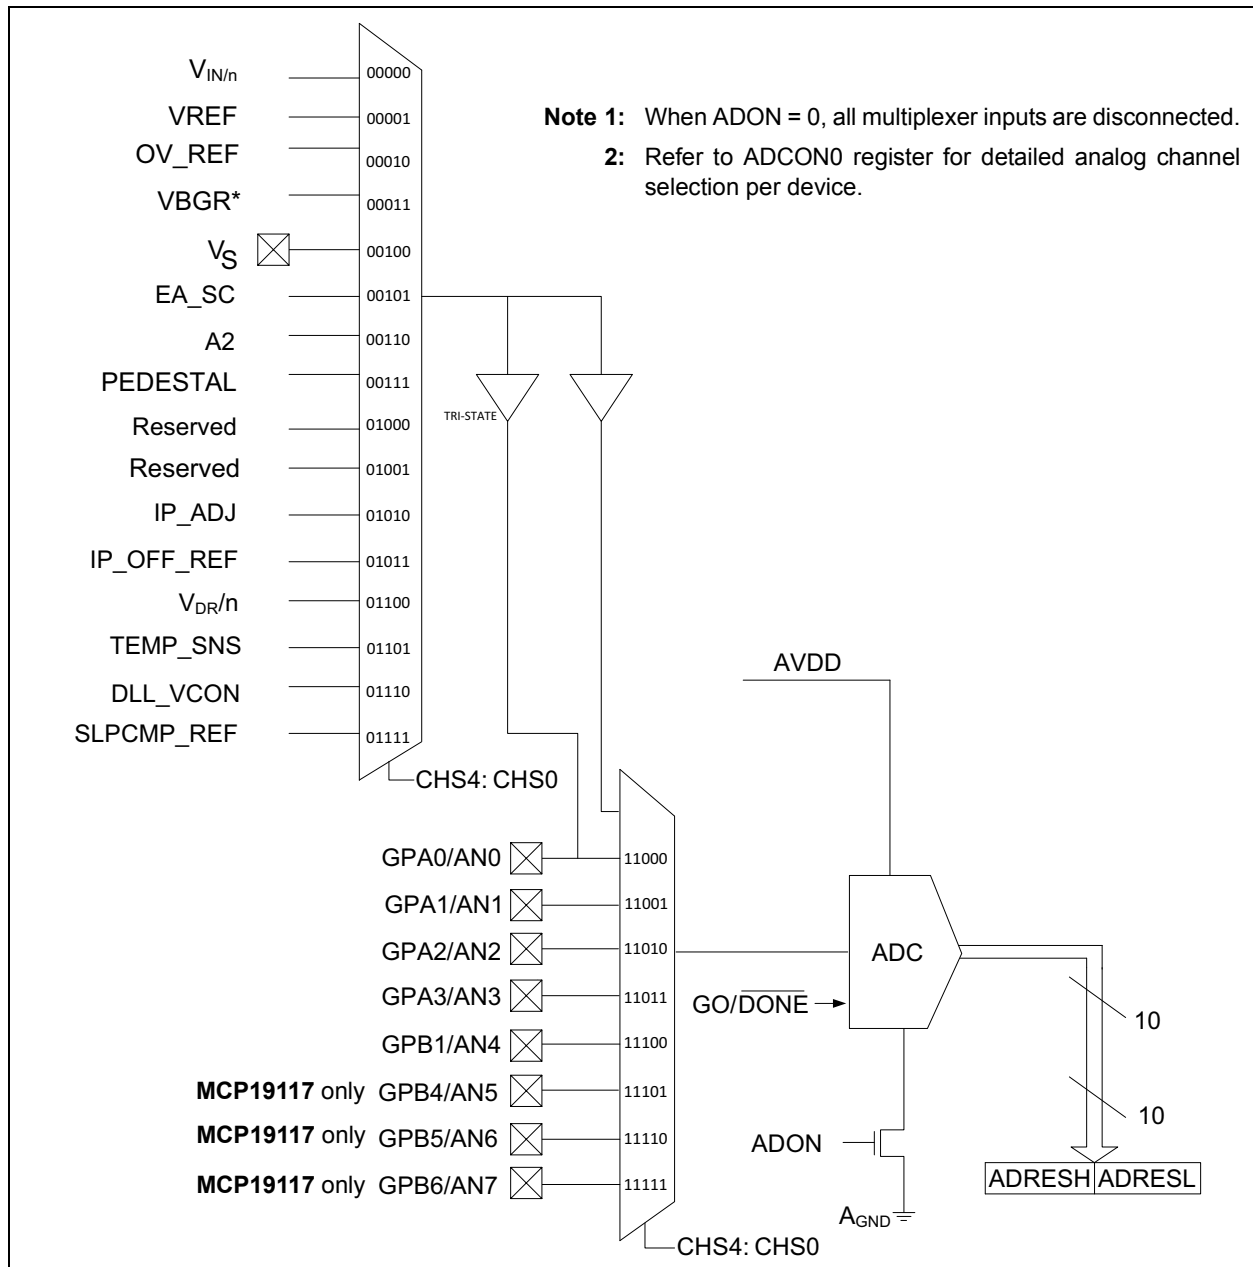 V_IN/n 00000
VREF 00001
OV_REF 00010
VBGR* 00011
V_S 00100
EA_SC 00101
A2 00110
PEDESTAL 00111
Reserved 01000
Reserved 01001
IP_ADJ 01010
IP_OFF_REF 01011
V_DR/n 01100
TEMP_SNS 01101
DLL_VCON 01110
SLPCMP_REF 01111
CHS4: CHS0
Note 1: When ADON = 0, all multiplexer inputs are disconnected.
2: Refer to ADCON0 register for detailed analog channel
selection per device.
TRI-STATE
GPA0/AN0 11000
GPA1/AN1 11001
GPA2/AN2 11010
GPA3/AN3 11011
GPB1/AN4 11100
MCP19117 only GPB4/AN5 11101
MCP19117 only GPB5/AN6 11110
MCP19117 only GPB6/AN7 11111
CHS4: CHS0
AVDD
ADC
GO/DONE
10
10
ADON
A_GND
ADRESH ADRESL